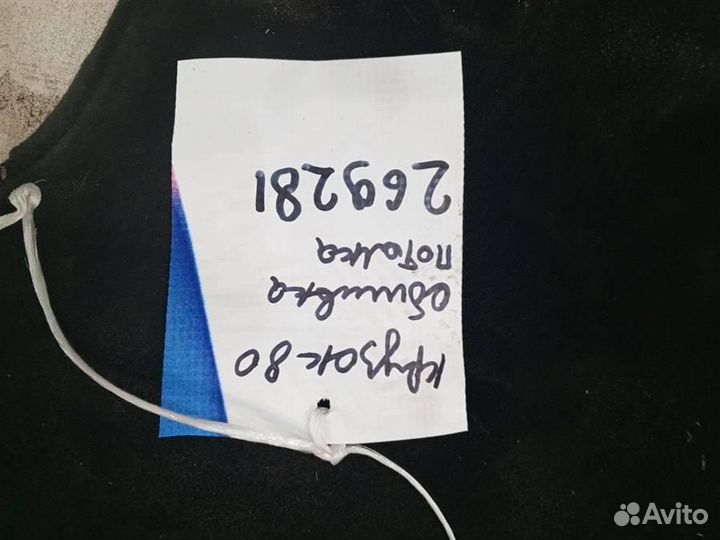 Крузак-80
обшивка
потолка
269281
Avito